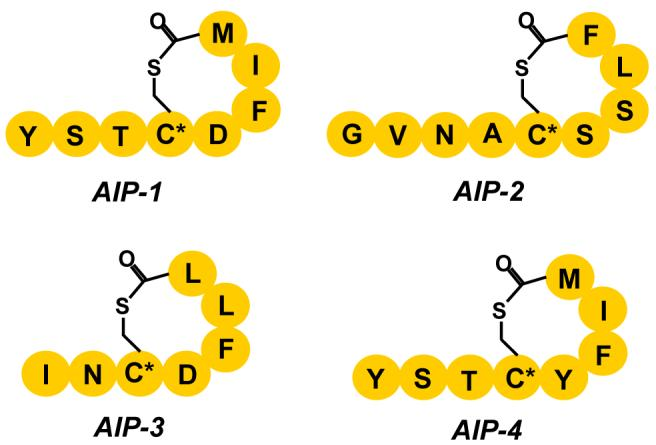 O
M
S
I
F
Y S T C* D
AIP-1
O
F
S
L
S
G V N A C* S
AIP-2
O
L
S
L
F
I N C* D
AIP-3
O
M
S
I
F
Y S T C* Y
AIP-4